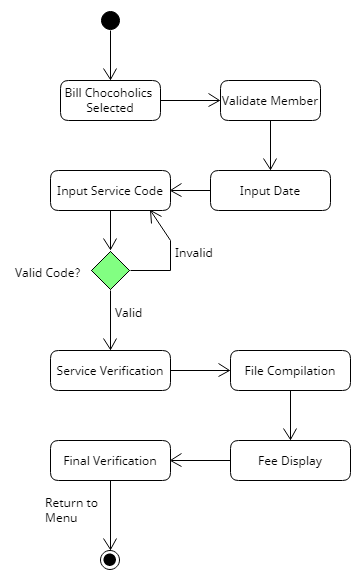 Bill Chocoholics
Selected
Validate Member
Input Service Code
Input Date
Valid Code?
Invalid
Valid
Service Verification
File Compilation
Final Verification
Fee Display
Return to
Menu